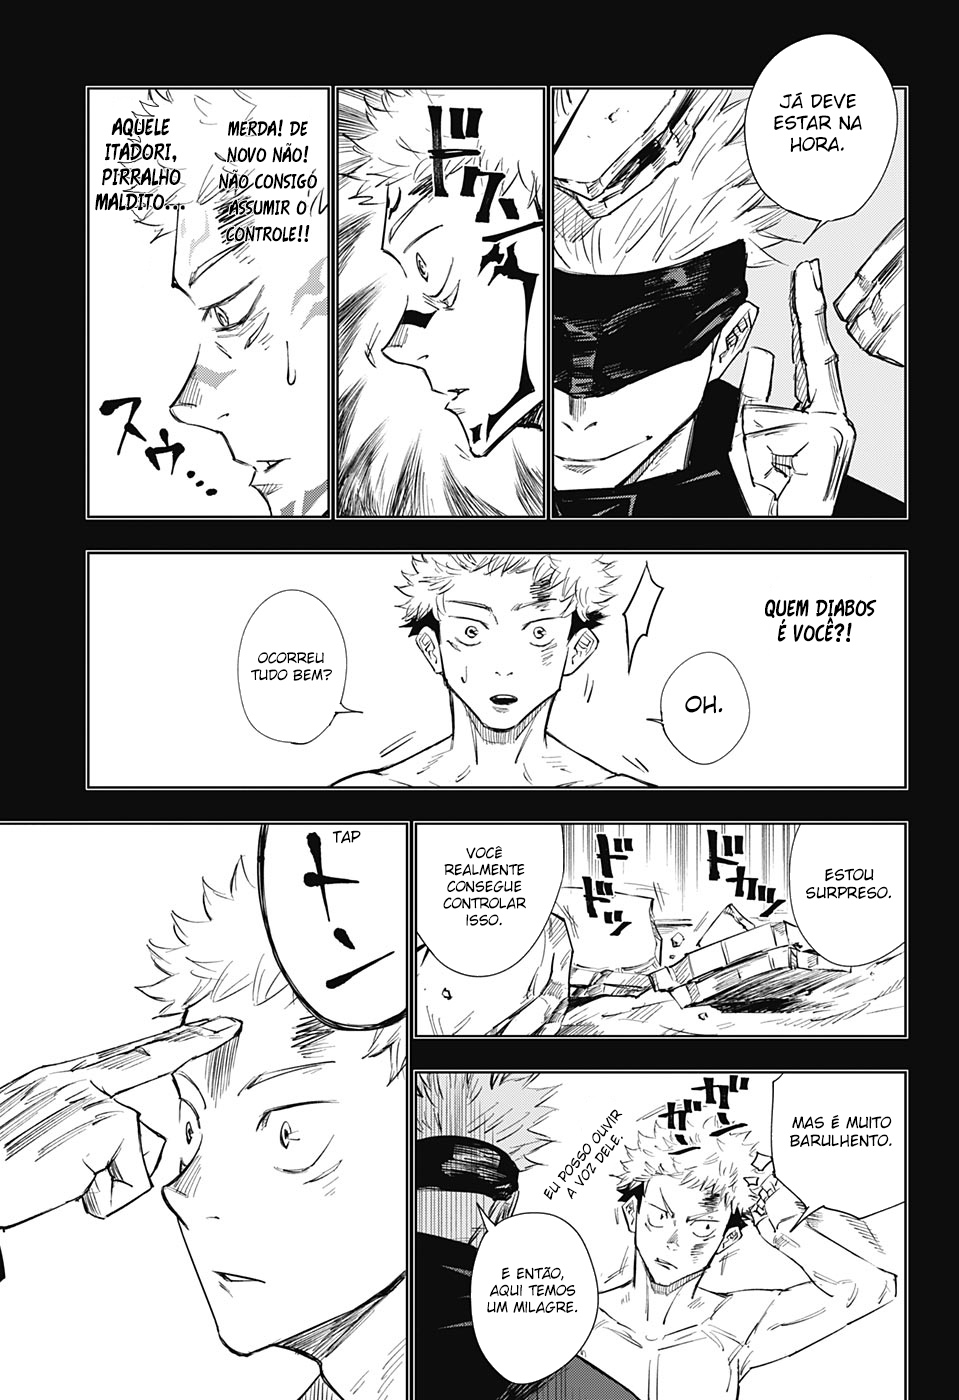 JÁ DEVE
ESTAR NA
HORA.
ドクン
MERDA! DE
NOVO NÃO!
NÃO CONSIGO
ASSUMIR O
CONTROLE!!
AQUELE
ITADORI,
PIRRALHO
MALDITO...
スゥ...
QUEM DIABOS
É VOCÊ?!
OH.
OCORREU
TUDO BEM?
ESTOU
SURPRESO.
ドカッ
ドド
VOCÊ
REALMENTE
CONSEGUE
CONTROLAR
ISSO.
MAS É MUITO
BARULHENTO.
ガガ
EU POSSO OUVIR
A VOZ DELE.
E ENTÃO,
AQUI TEMOS
UM MILAGRE.
TAP
トン